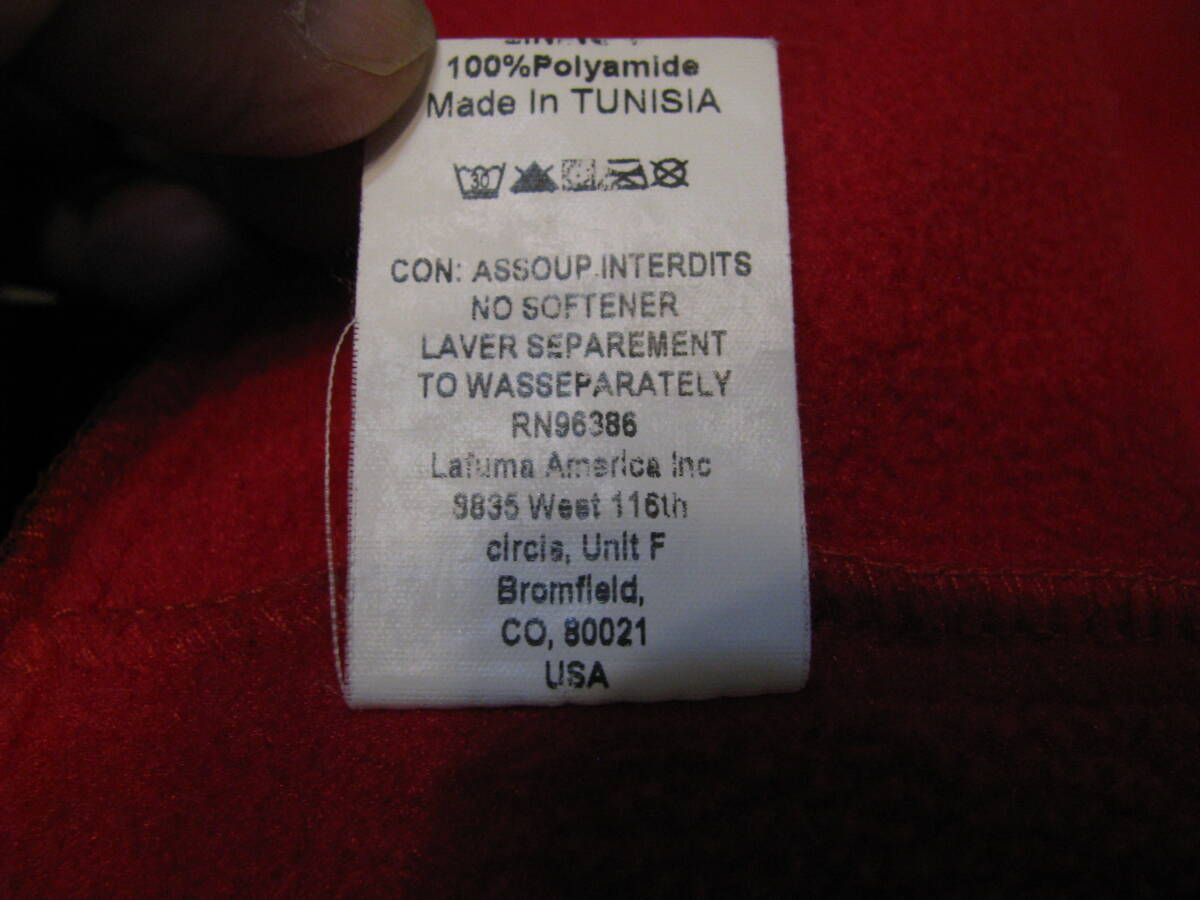 100%Polyamide
Made In TUNISIA
30
CON: ASSOUP.INTERDITS
NO SOFTENER
LAVER SEPAREMENT
TO WASSEPARATELY
RN96386
Lafuma America Inc
9835 West 116th
circle, Unit F
Bromfield,
CO, 80021
USA